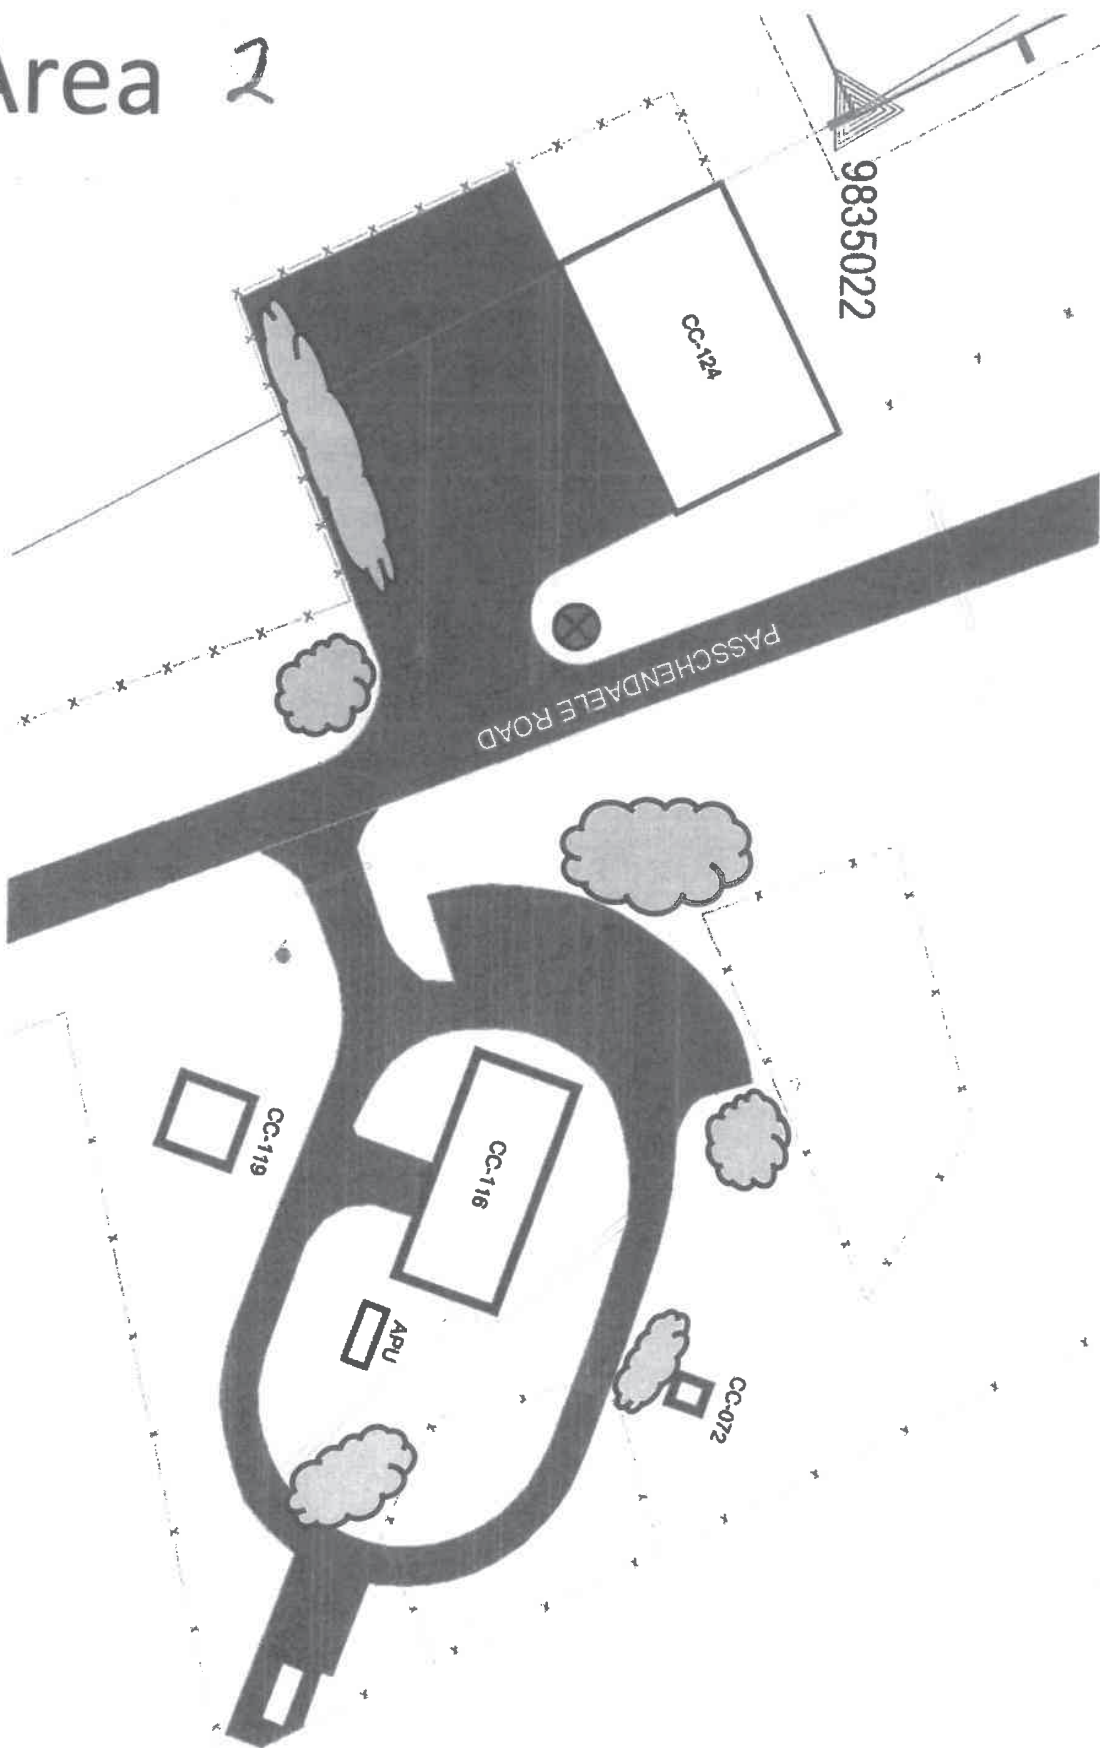 Area 2
9835022
CC-124
PASSCHENDAELE ROAD
CC-119
CC-116
APU
CC-072